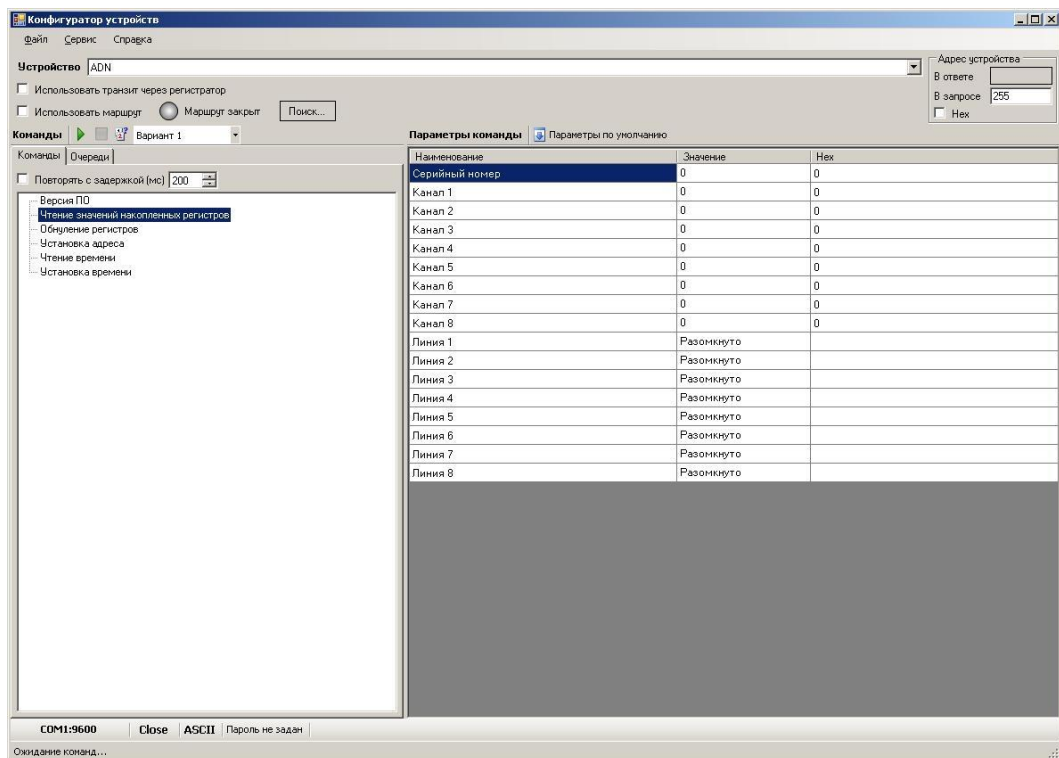 Конфигуратор устройств
Файл Сервис Справка
Устройство ADN
Адрес устройства
В ответе
В запросе 255
Hex
Использовать транзит через регистратор
Использовать маршрут Маршрут закрыт Поиск...
Команды Вариант 1
Параметры команды Параметры по умолчанию
Команды Очереди
Повторять с задержкой (мс) 200
Версия ПО
Чтение значений накопленных регистров
Обнуление регистров
Установка адреса
Чтение времени
Установка времени
Наименование Значение Hex
Серийный номер 0 0
Канал 1 0 0
Канал 2 0 0
Канал 3 0 0
Канал 4 0 0
Канал 5 0 0
Канал 6 0 0
Канал 7 0 0
Канал 8 0 0
Линия 1 Разомкнуто
Линия 2 Разомкнуто
Линия 3 Разомкнуто
Линия 4 Разомкнуто
Линия 5 Разомкнуто
Линия 6 Разомкнуто
Линия 7 Разомкнуто
Линия 8 Разомкнуто
COM1:9600 Close ASCII Пароль не задан
Ожидание команд...